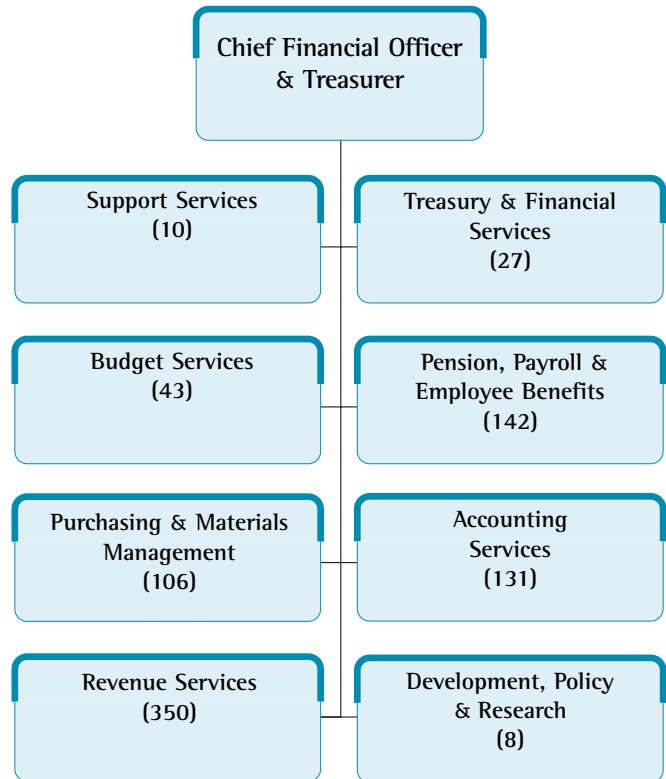 Chief Financial Officer
& Treasurer
Support Services
(10)
Treasury & Financial
Services
(27)
Budget Services
(43)
Pension, Payroll &
Employee Benefits
(142)
Purchasing & Materials
Management
(106)
Accounting
Services
(131)
Revenue Services
(350)
Development, Policy
& Research
(8)